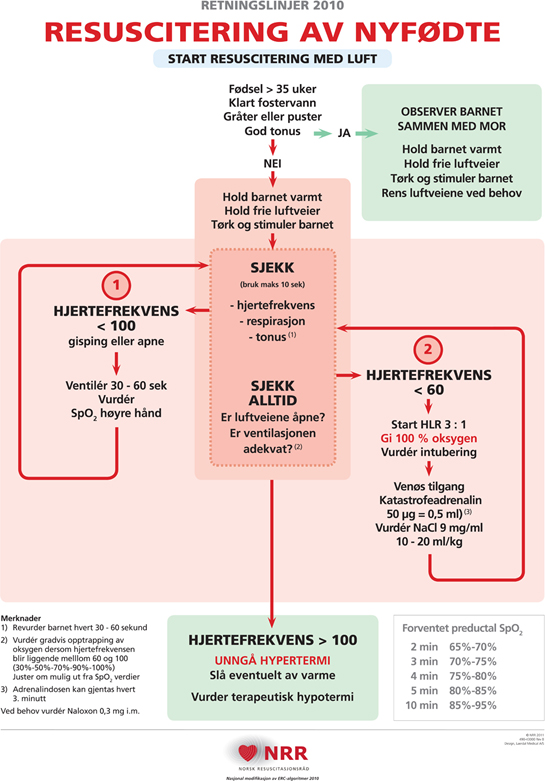 RETNINGSLINJER 2010
RESUSCITERING AV NYFØDTE
START RESUSCITERING MED LUFT
Fødsel > 35 uker
Klart fostervann
Gråter eller puster
God tonus
JA
NEI
OBSERVER BARNET
SAMMEN MED MOR
Hold barnet varmt
Hold frie luftveier
Tørk og stimuler barnet
Rens luftveiene ved behov
Hold barnet varmt
Hold frie luftveier
Tørk og stimuler barnet
SJEKK
(bruk maks 10 sek)
- hjertefrekvens
- respirasjon
- tonus (1)
SJEKK
ALLTID
Er luftveiene åpne?
Er ventilasjonen
adekvat? (2)
1
HJERTEFREKVENS
< 100
gisping eller apne
Ventilér 30 - 60 sek
Vurdér
SpO2 høyre hånd
2
HJERTEFREKVENS
< 60
Start HLR 3 : 1
Gi 100 % oksygen
Vurdér intubering
Venøs tilgang
Katastrofeadrenalin
50 µg = 0,5 ml) (3)
Vurdér NaCl 9 mg/ml
10 - 20 ml/kg
Merknader
1) Revurder barnet hvert 30 - 60 sekund
2) Vurdér gradvis opptrapping av
oksygen dersom hjertefrekvensen
blir liggende melllom 60 og 100
(30%-50%-70%-90%-100%)
Juster om mulig ut fra SpO2 verdier
3) Adrenalindosen kan gjentas hvert
3. minutt
Ved behov vurdér Naloxon 0,3 mg i.m.
HJERTEFREKVENS > 100
UNNGÅ HYPERTERMI
Slå eventuelt av varme
Vurder terapeutisk hypotermi
Forventet preductal SpO2
2 min 65%-70%
3 min 70%-75%
4 min 75%-80%
5 min 80%-85%
10 min 85%-95%
NRR
NORSK RESUSCITASJONSRÅD
Nasjonal modifikasjon av ERC-algoritmer 2010
© NRR 2011
Design: Laerdal Medical AS